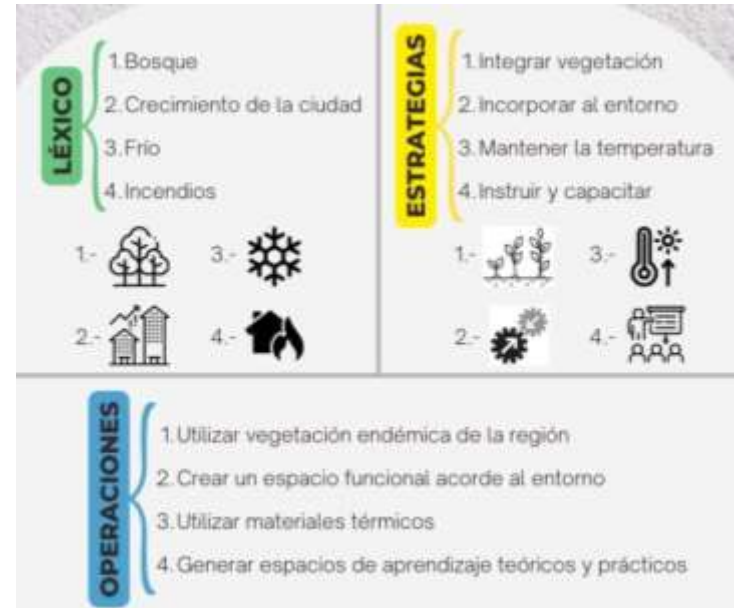 LÉXICO
1. Bosque
2. Crecimiento de la ciudad
3. Frío
4. Incendios
1.-
3.-
2.-
4.-
ESTRATEGIAS
1. Integrar vegetación
2. Incorporar al entorno
3. Mantener la temperatura
4. Instruir y capacitar
1.-
3.-
2.-
4.-
OPERACIONES
1. Utilizar vegetación endémica de la región
2. Crear un espacio funcional acorde al entorno
3. Utilizar materiales térmicos
4. Generar espacios de aprendizaje teóricos y prácticos